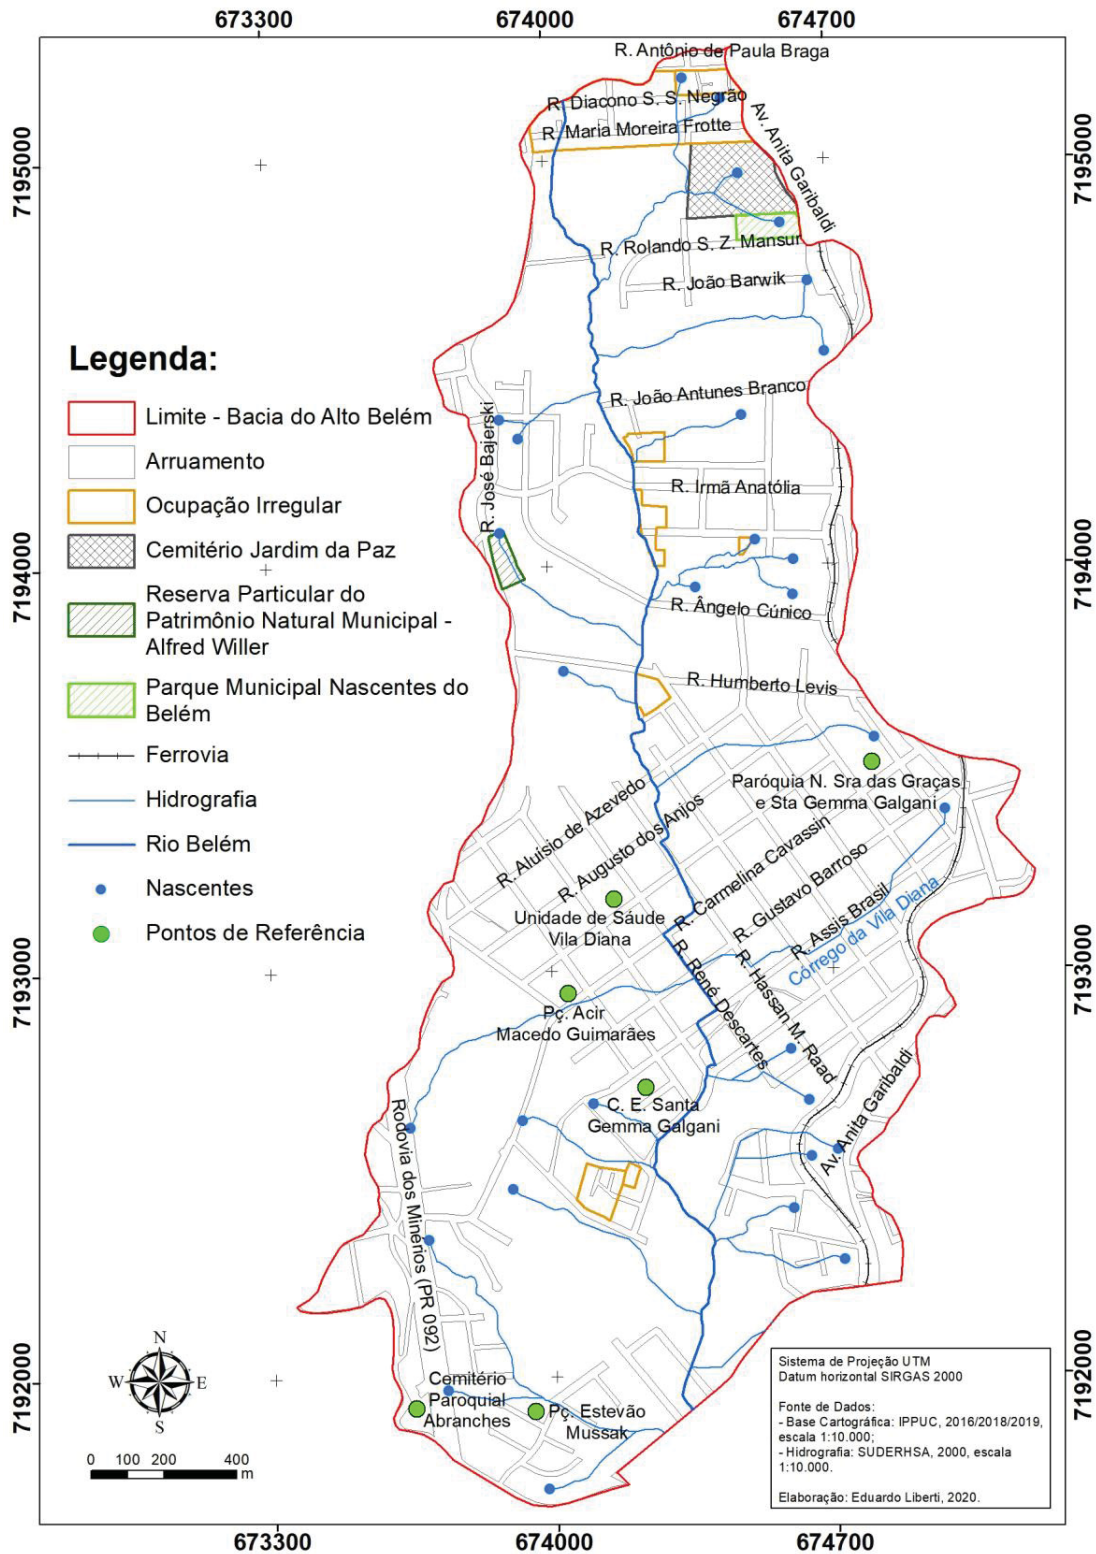 673300
674000
674700
R. Antônio de Paula Braga
R. Diacono S. S. Negrão
R. Maria Moreira Frotte
Av. Anita Garibaldi
7195000
7195000
R. Rolando S. Z. Mansur
R. João Barwik
Legenda:
Limite - Bacia do Alto Belém
Arruamento
Ocupação Irregular
Cemitério Jardim da Paz
Reserva Particular do
Patrimônio Natural Municipal -
Alfred Willer
Parque Municipal Nascentes do
Belém
Ferrovia
Hidrografia
Rio Belém
Nascentes
Pontos de Referência
R. João Antunes Branco
R. José Bajerski
R. Irmã Anatólia
7194000
7194000
R. Ângelo Cúnico
R. Humberto Levis
Paróquia N. Sra das Graças
e Sta Gemma Galgani
R. Aluísio de Azevedo
R. Augusto dos Anjos
R. Carmelina Cavassin
R. Gustavo Barroso
R. Assis Brasil
Córrego da Vila Diana
Unidade de Sáude
Vila Diana
R. René Descartes
R. Hassan M. Raad
7193000
7193000
Pç. Acir
Macedo Guimarães
C. E. Santa
Gemma Galgani
Av. Anita Garibaldi
Rodovia dos Minérios (PR 092)
7192000
7192000
Cemitério
Paroquial
Abranches
Pç. Estevão
Mussak
N
W
E
S
0 100 200 400
m
Sistema de Projeção UTM
Datum horizontal SIRGAS 2000
Fonte de Dados:
- Base Cartográfica: IPPUC, 2016/2018/2019,
escala 1:10.000;
- Hidrografia: SUDERHSA, 2000, escala
1:10.000.
Elaboração: Eduardo Liberti, 2020.
673300
674000
674700